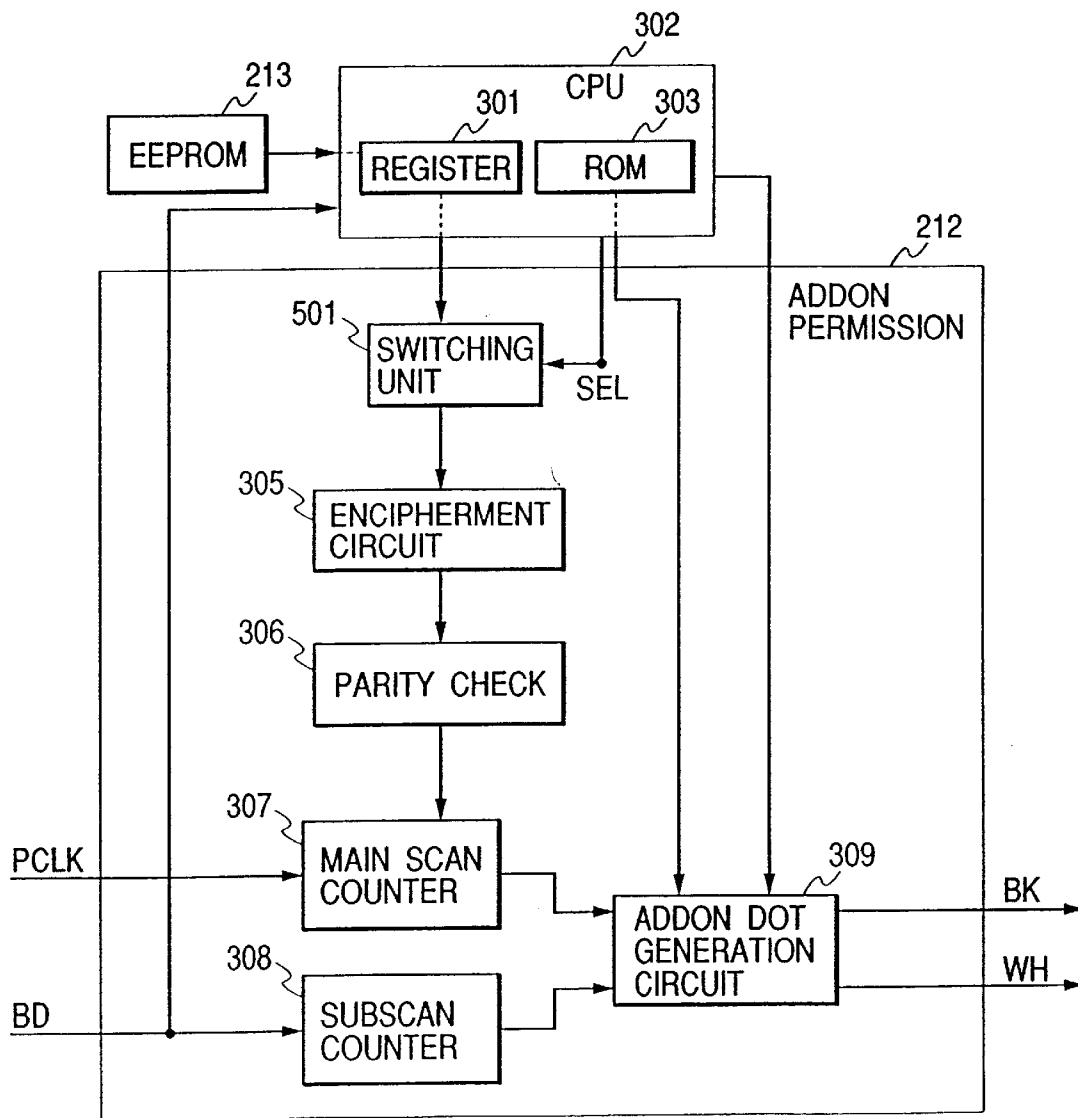 302
CPU
213
301
303
EEPROM
REGISTER
ROM
212
ADDON
PERMISSION
501
SWITCHING
UNIT
SEL
305
ENCIPHERMENT
CIRCUIT
306
PARITY CHECK
307
PCLK
MAIN SCAN
COUNTER
309
ADDON DOT
GENERATION
CIRCUIT
BK
WH
308
BD
SUBSCAN
COUNTER